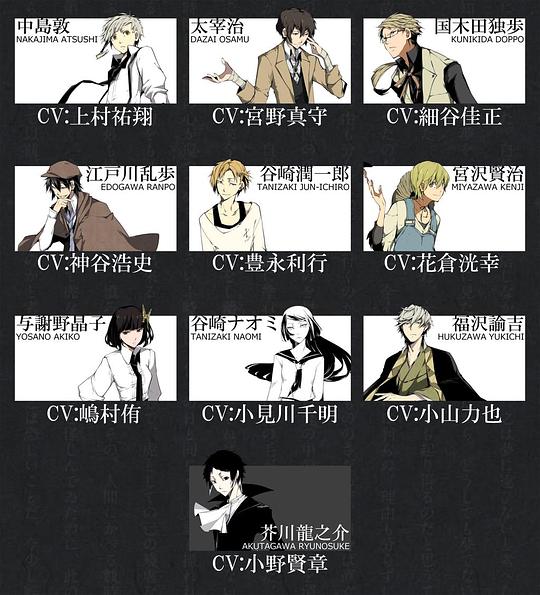 中島敦
NAKAJIMA ATSUSHI
CV:上村祐翔
太宰治
DAZAI OSAMU
CV:宮野真守
国木田独歩
KUNIKIDA DOPPO
CV:細谷佳正
江戸川乱歩
EDOGAWA RANPO
CV:神谷浩史
谷崎潤一郎
TANIZAKI JUN-ICHIRO
CV:豊永利行
宮沢賢治
MIYAZAWA KENJI
CV:花倉洸幸
与謝野晶子
YOSANO AKIKO
CV:嶋村侑
谷崎ナオミ
TANIZAKI NAOMI
CV:小見川千明
福沢諭吉
HUKUZAWA YUKICHI
CV:小山力也
芥川龍之介
AKUTAGAWA RYUNOSUKE
CV:小野賢章